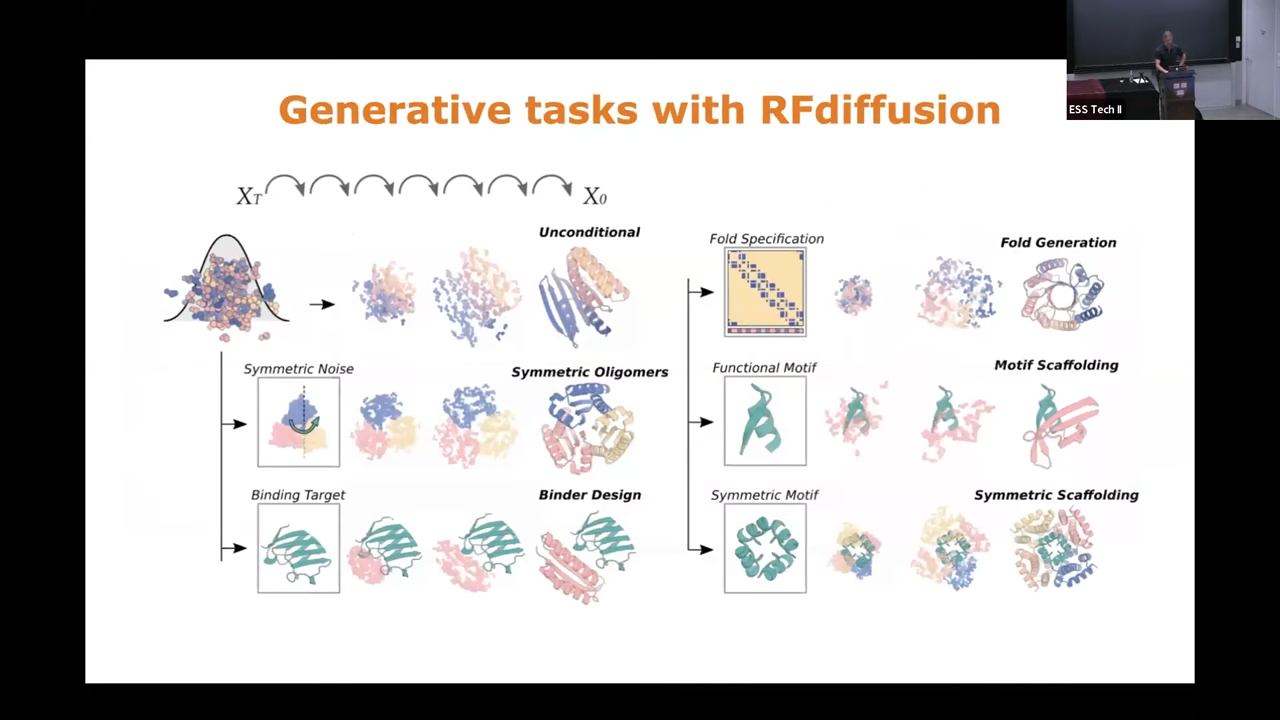 Generative tasks with RFdiffusion
ESS Tech II
XT
X0
Unconditional
Symmetric Noise
Symmetric Oligomers
Binding Target
Binder Design
Fold Specification
Fold Generation
Functional Motif
Motif Scaffolding
Symmetric Motif
Symmetric Scaffolding